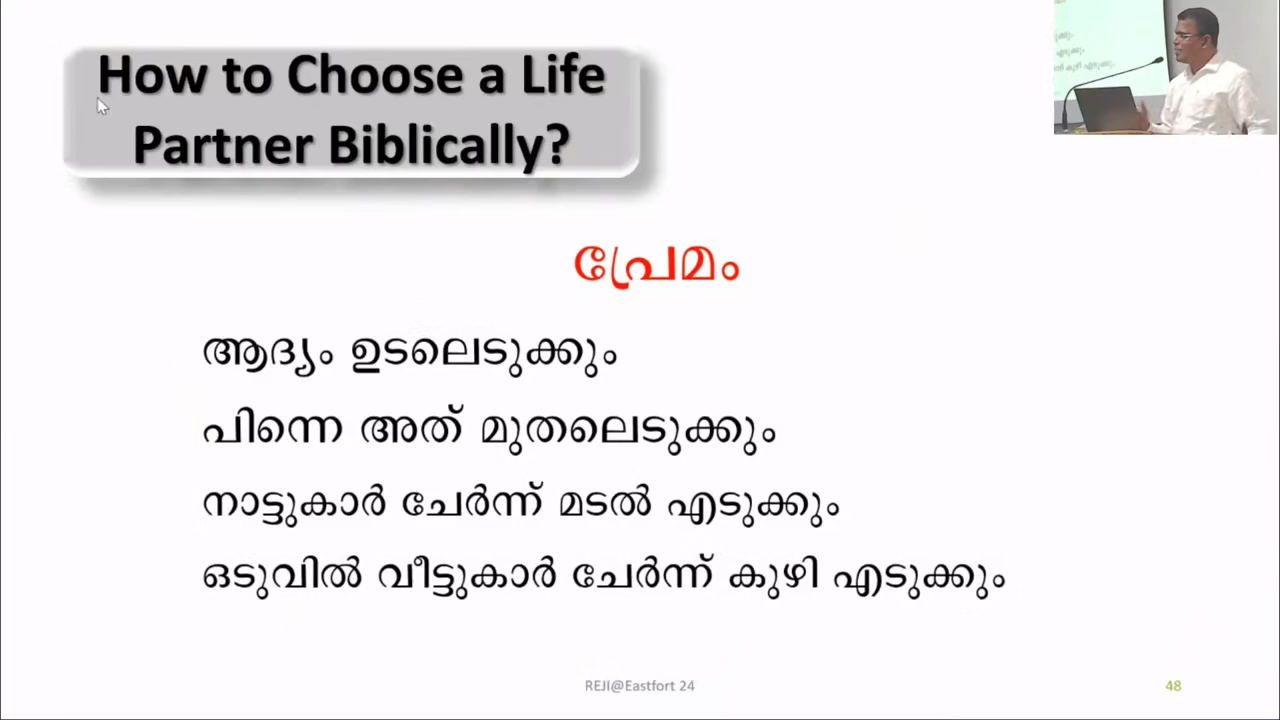 How to Choose a Life
Partner Biblically?
പ്രേമം
ആദ്യം ഉടലെടുക്കും
പിന്നെ അത് മുതലെടുക്കും
നാട്ടുകാർ ചേർന്ന് മടൽ എടുക്കും
ഒടുവിൽ വീട്ടുകാർ ചേർന്ന് കുഴി എടുക്കും
REJI@Eastfort 24
48